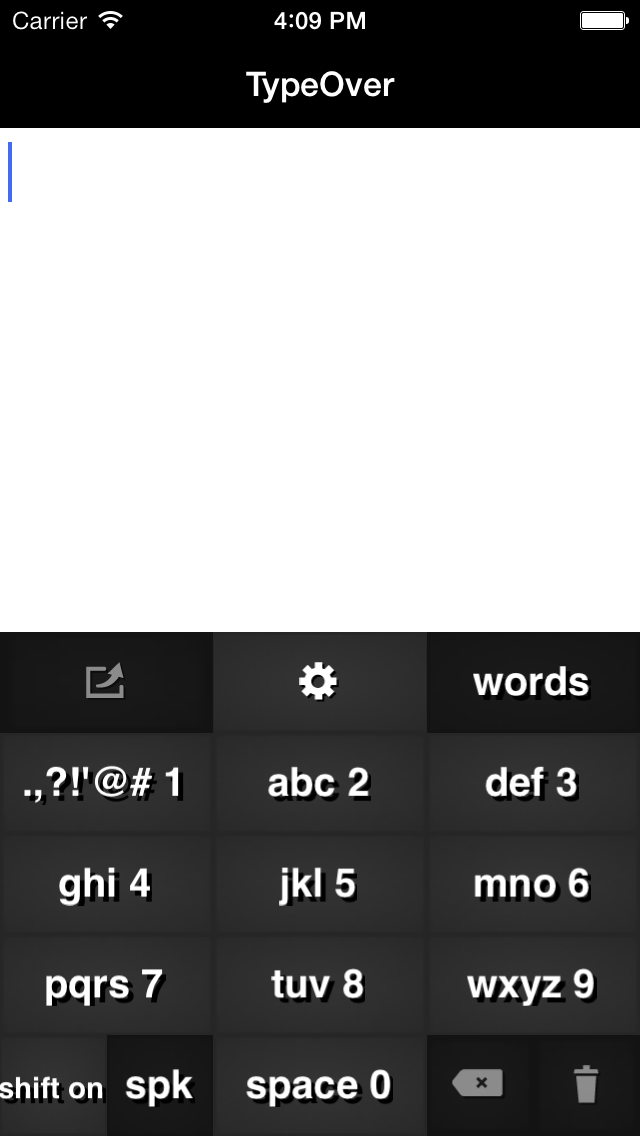 Carrier 4:09 PM
TypeOver
words
.,?!'@# 1 abc 2 def 3
ghi 4 jkl 5 mno 6
pqrs 7 tuv 8 wxyz 9
shift on spk space 0